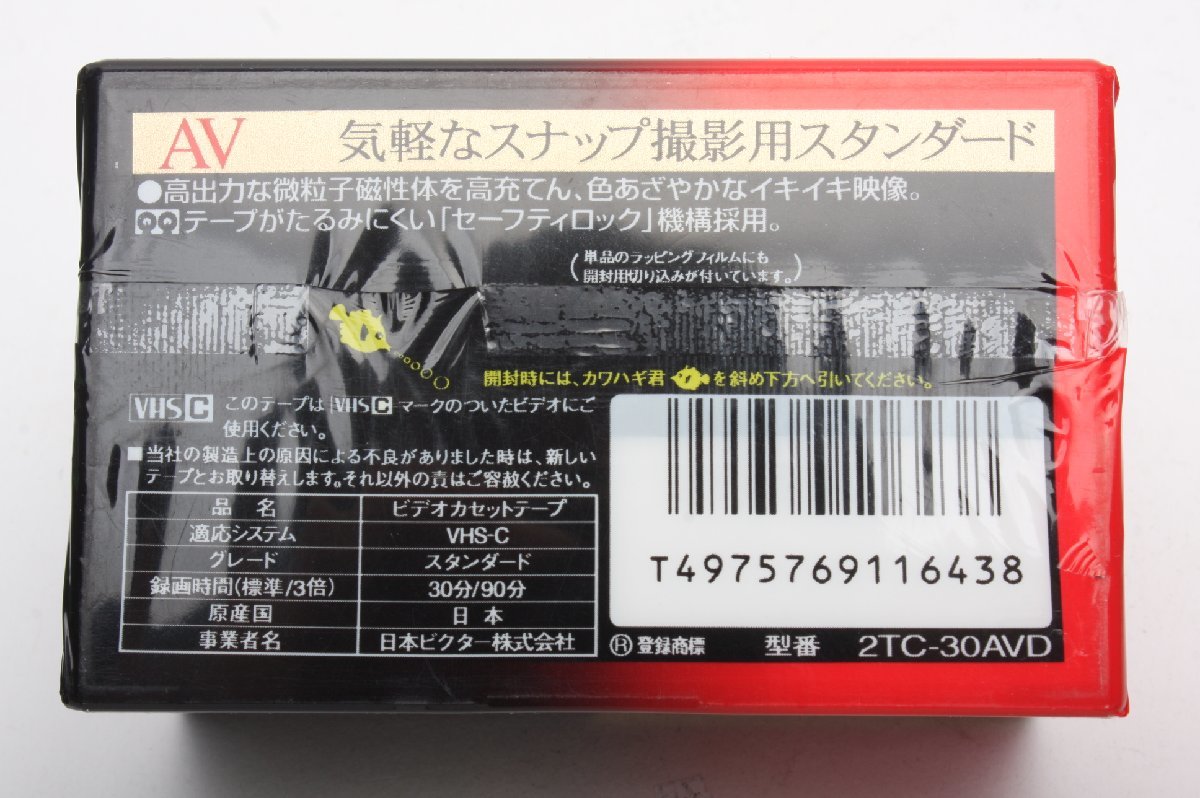 AV 気軽なスナップ撮影用スタンダード
●高出力な微粒子磁性体を高充てん、色あざやかなイキイキ映像。
テープがたるみにくい「セーフティロック」機構採用。
(単品のラッピングフィルムにも
開封用切り込みが付いています。)
開封時には、カワハギ君を斜め下方へ引いてください。
VHSC このテープは VHSC マークのついたビデオにご
使用ください。
■当社の製造上の原因による不良がありました時は、新しい
テープとお取り替えします。それ以外の責はご容赦ください。
品名 ビデオカセットテープ
適応システム VHS-C
グレード スタンダード
録画時間(標準/3倍) 30分/90分
原産国 日本
事業者名 日本ビクター株式会社
T4975769116438
®登録商標 型番 2TC-30AVD